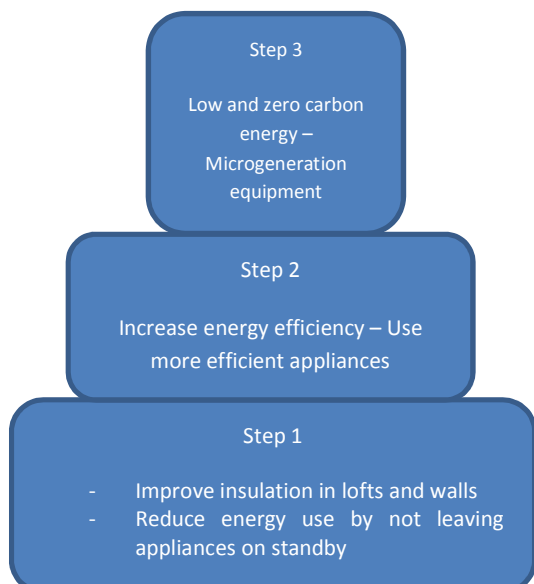 Step 3
Low and zero carbon
energy –
Microgeneration
equipment
Step 2
Increase energy efficiency – Use
more efficient appliances
Step 1
- Improve insulation in lofts and walls
- Reduce energy use by not leaving
appliances on standby